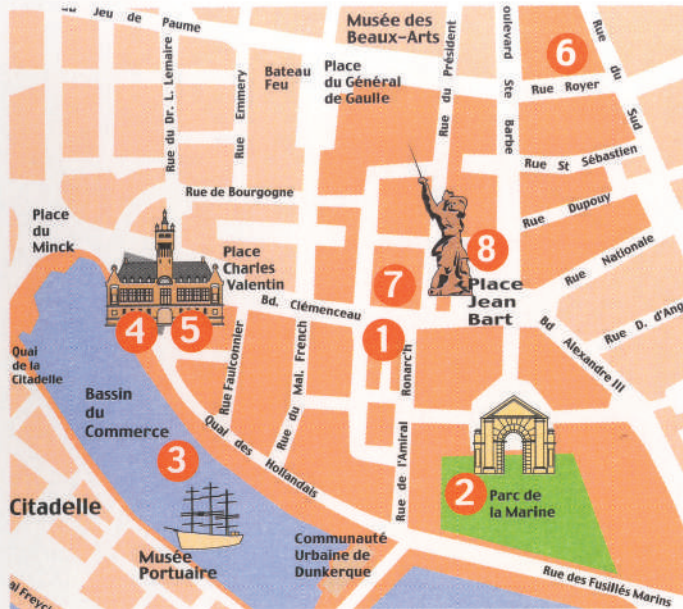 au Jeu de Paume
Musée des
Beaux-Arts
Rue du Président
oulevard Ste Barbe
6
Rue du Sud
Rue Royer
Rue du Dr. L. Lemaire
Rue Emmery
Bateau
Feu
Place
du Général
de Gaulle
Rue St Sébastien
Rue de Bourgogne
Rue Dupouy
Place
du
Minck
Place
Charles
Valentin
8
7
Place
Jean
Bart
Rue Nationale
Rue D. d'Ang
Bd. Clémenceau
Bd Alexandre III
4
5
1
Quai
de la
Citadelle
Rue Faulconnier
Rue du Mal. French
Rue de l'Amiral Ronarc'h
Bassin
du
Commerce
Quai des Hollandais
3
2
Parc de
la Marine
Citadelle
Musée
Portuaire
Communauté
Urbaine de
Dunkerque
Rue des Fusillés Marins
al Freyc